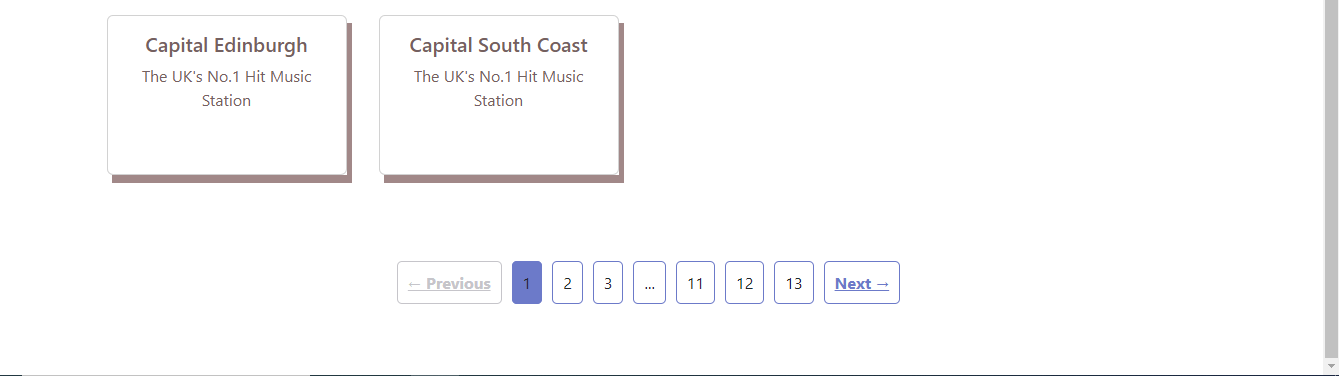 Capital Edinburgh
The UK's No.1 Hit Music
Station
Capital South Coast
The UK's No.1 Hit Music
Station
← Previous 1 2 3 ... 11 12 13 Next →